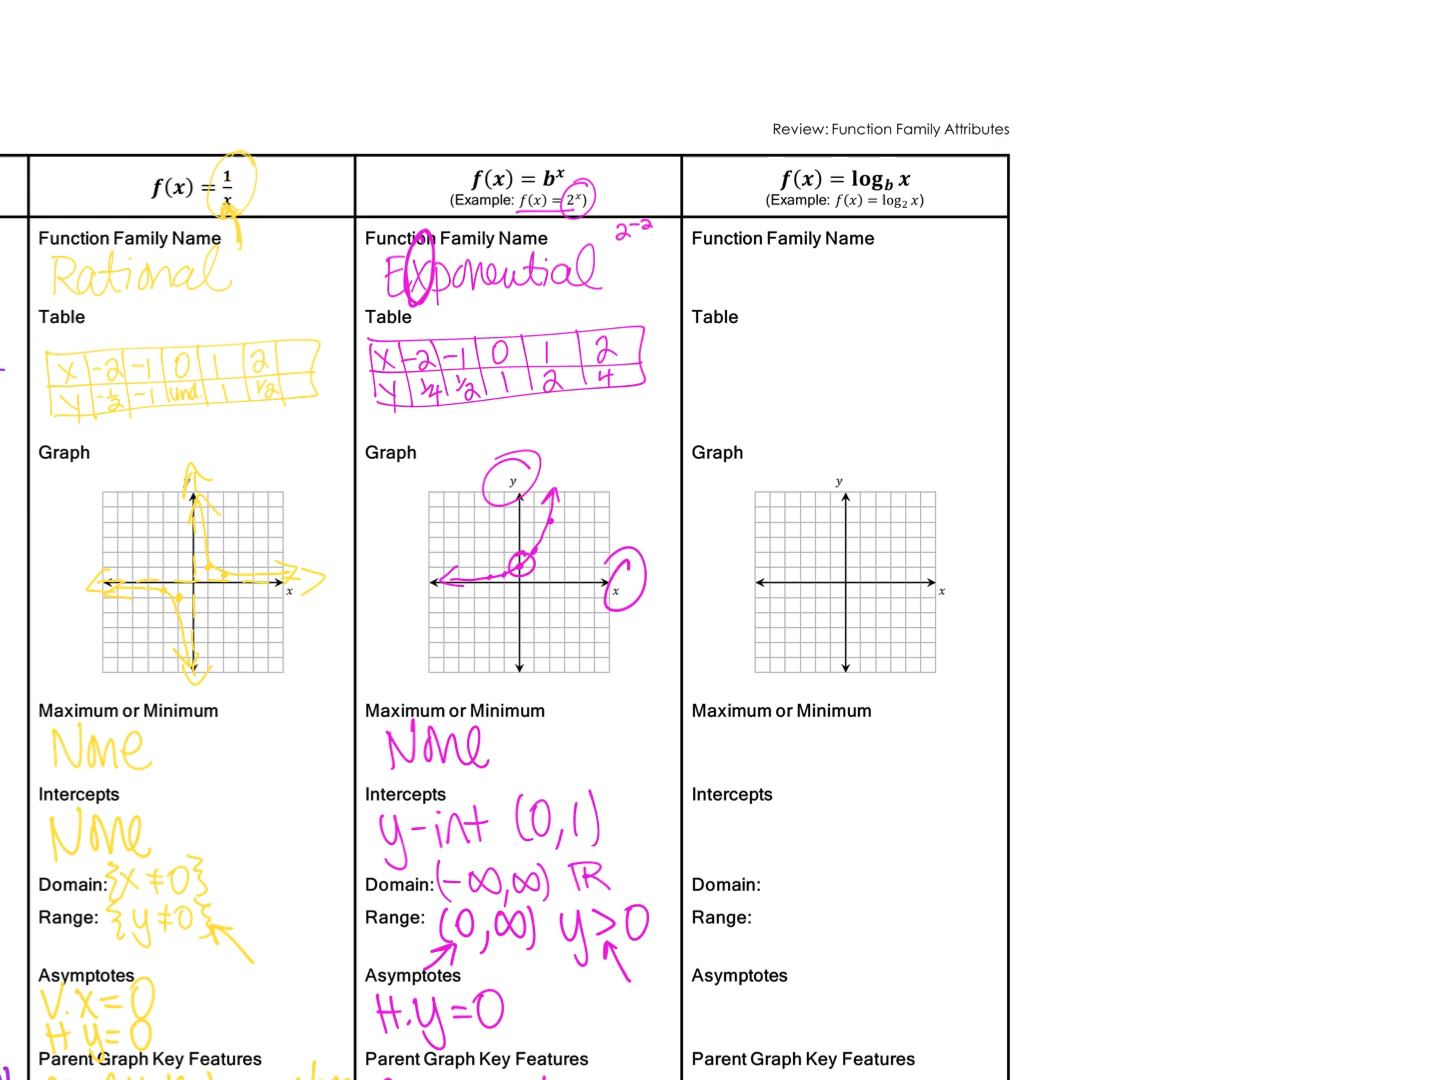 Review: Function Family Attributes
f(x) = 1/x
Function Family Name
Rational
Table
x -2 -1 0 1 2
y -1/2 -1 und. 1 1/2
Graph
y
x
Maximum or Minimum
None
Intercepts
None
Domain: {x ≠ 0}
Range: {y ≠ 0}
Asymptotes
V. x = 0
H y = 0
Parent Graph Key Features
f(x) = bˣ
(Example: f(x) = 2ˣ)
2⁻²
Function Family Name
Exponential
Table
x -2 -1 0 1 2
y 1/4 1/2 1 2 4
Graph
y
x
Maximum or Minimum
None
Intercepts
y-int (0,1)
Domain: (-∞,∞) ℝ
Range: (0,∞) y>0
Asymptotes
H. y=0
Parent Graph Key Features
f(x) = log_b x
(Example: f(x) = log₂ x)
Function Family Name
Table
Graph
y
x
Maximum or Minimum
Intercepts
Domain:
Range:
Asymptotes
Parent Graph Key Features